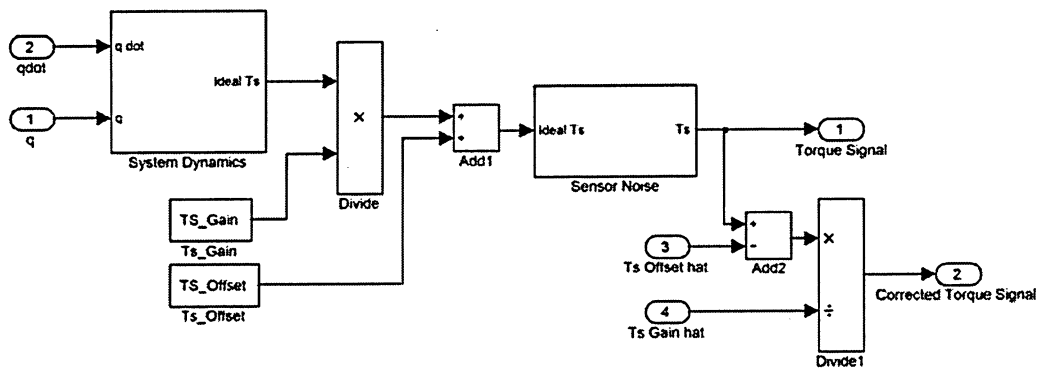 2
qdot
1
q
q dot
q
Ideal Ts
System Dynamics
TS_Gain
Ts_Gain
TS_Offset
Ts_Offset
×
Divide
+
+
Add1
Ideal Ts
Ts
Sensor Noise
1
Torque Signal
3
Ts Offset hat
4
Ts Gain hat
+
−
Add2
×
÷
Divide1
2
Corrected Torque Signal